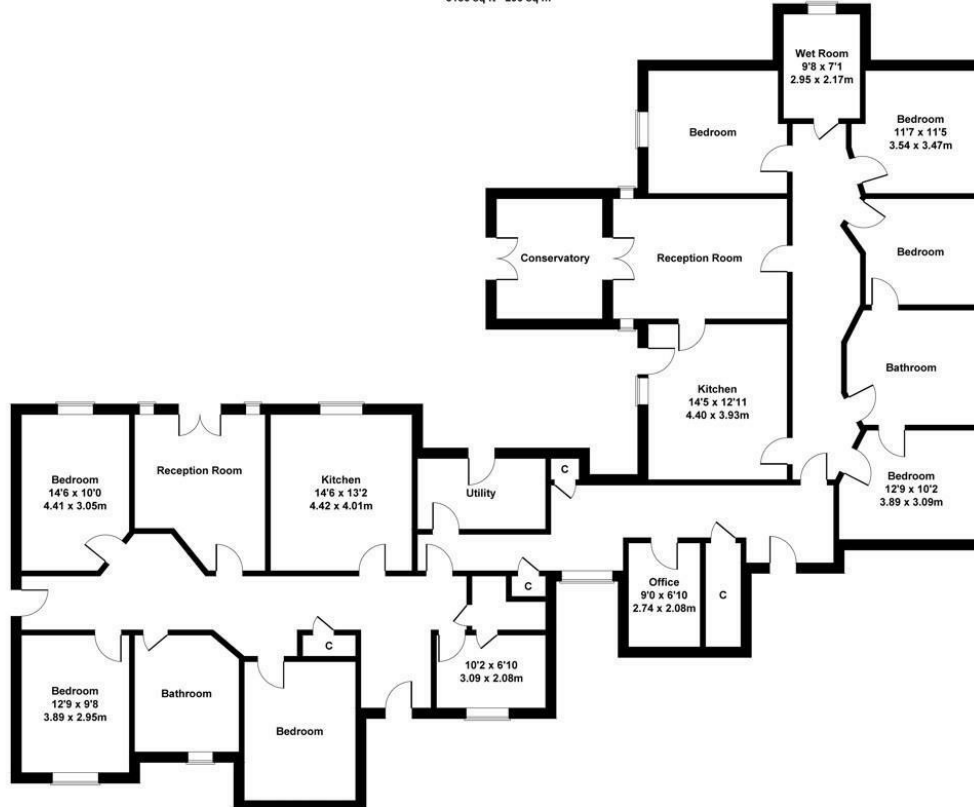 Wet Room
9'8 x 7'1
2.95 x 2.17m
Bedroom
Bedroom
11'7 x 11'5
3.54 x 3.47m
Conservatory
Reception Room
Bedroom
Kitchen
14'5 x 12'11
4.40 x 3.93m
Bathroom
Bedroom
14'6 x 10'0
4.41 x 3.05m
Reception Room
Kitchen
14'6 x 13'2
4.42 x 4.01m
Utility
C
Bedroom
12'9 x 10'2
3.89 x 3.09m
C
Office
9'0 x 6'10
2.74 x 2.08m
C
C
Bedroom
12'9 x 9'8
3.89 x 2.95m
Bathroom
Bedroom
10'2 x 6'10
3.09 x 2.08m